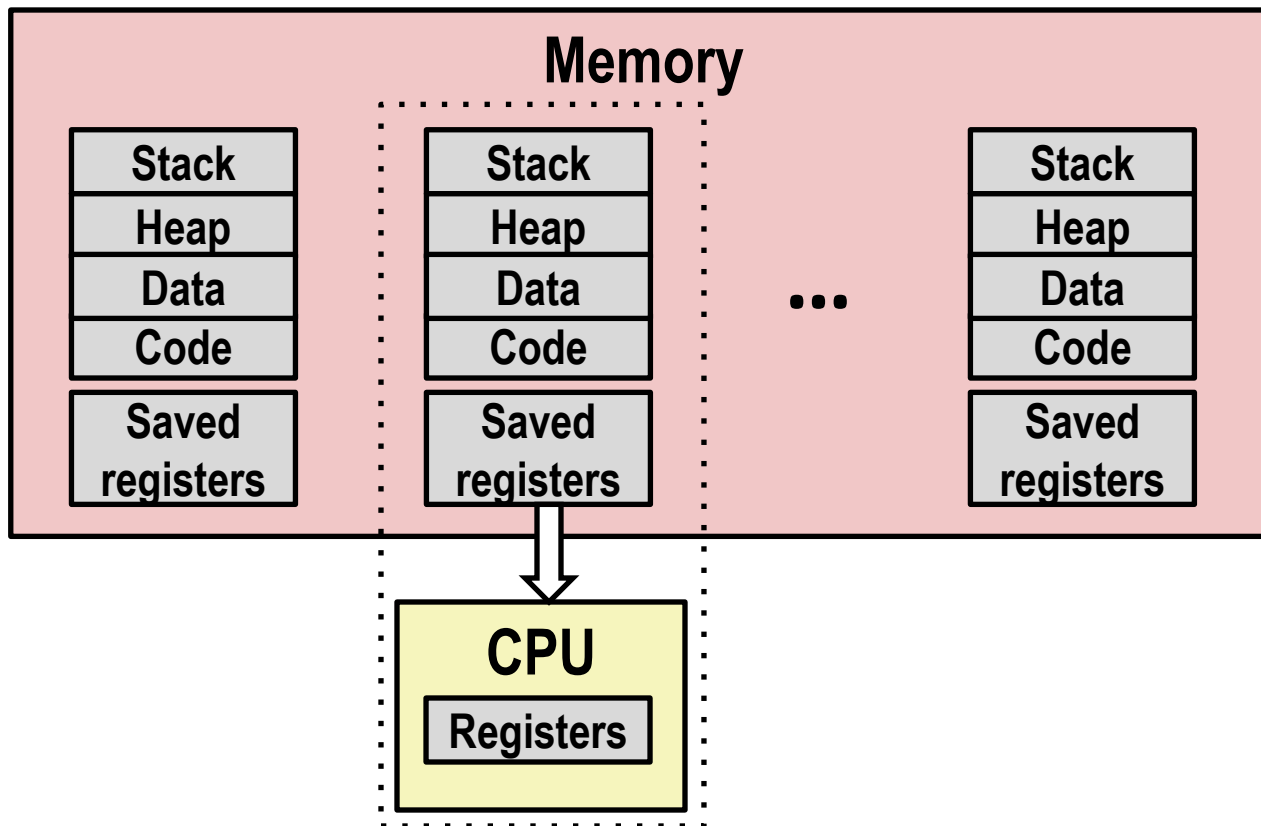 Memory
Stack
Heap
Data
Code
Saved
registers
Stack
Heap
Data
Code
Saved
registers
...
Stack
Heap
Data
Code
Saved
registers
CPU
Registers